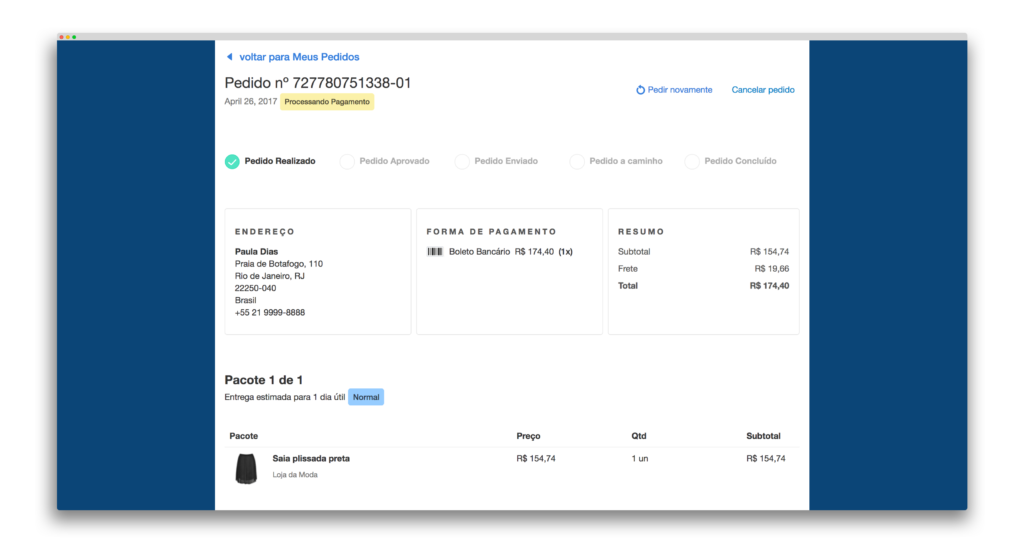 voltar para Meus Pedidos
Pedido nº 727780751338-01
April 26, 2017 Processando Pagamento
Pedir novamente Cancelar pedido
Pedido Realizado Pedido Aprovado Pedido Enviado Pedido a caminho Pedido Concluído
ENDEREÇO
Paula Dias
Praia de Botafogo, 110
Rio de Janeiro, RJ
22250-040
Brasil
+55 21 9999-8888
FORMA DE PAGAMENTO
Boleto Bancário R$ 174,40 (1x)
RESUMO
Subtotal R$ 154,74
Frete R$ 19,66
Total R$ 174,40
Pacote 1 de 1
Entrega estimada para 1 dia útil Normal
Pacote Preço Qtd Subtotal
Saia plissada preta R$ 154,74 1 un R$ 154,74
Loja da Moda